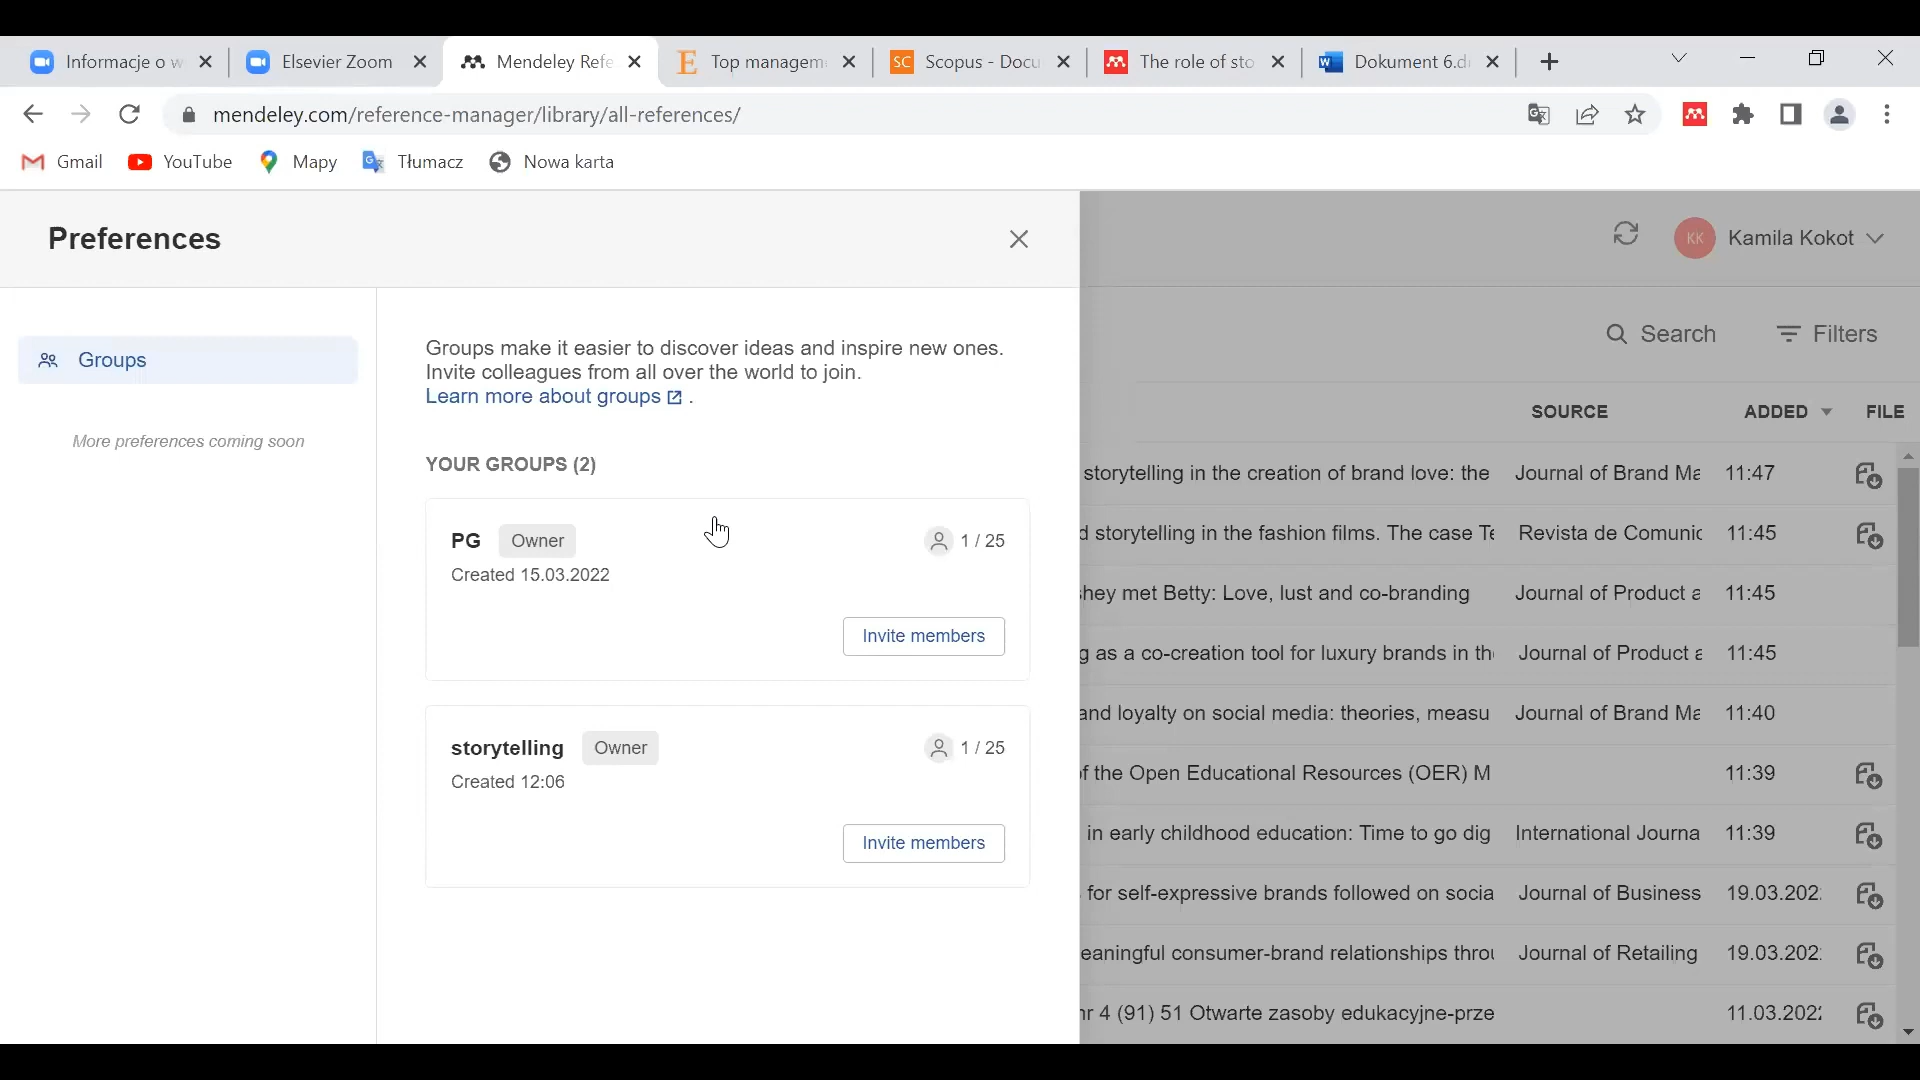 Informacje o w
Elsevier Zoom
Mendeley Refe
Top managem
Scopus - Docu
The role of sto
Dokument 6.d
mendeley.com/reference-manager/library/all-references/
Gmail
YouTube
Mapy
Tłumacz
Nowa karta
Preferences
KK
Kamila Kokot
Groups
More preferences coming soon
Groups make it easier to discover ideas and inspire new ones.
Invite colleagues from all over the world to join.
Learn more about groups .
YOUR GROUPS (2)
PG Owner 1 / 25
Created 15.03.2022
Invite members
storytelling Owner 1 / 25
Created 12:06
Invite members
Search Filters
SOURCE ADDED FILE
storytelling in the creation of brand love: the Journal of Brand Ma 11:47
d storytelling in the fashion films. The case Te Revista de Comunic 11:45
hey met Betty: Love, lust and co-branding Journal of Product a 11:45
g as a co-creation tool for luxury brands in th Journal of Product a 11:45
and loyalty on social media: theories, measu Journal of Brand Ma 11:40
of the Open Educational Resources (OER) M 11:39
in early childhood education: Time to go dig International Journa 11:39
for self-expressive brands followed on socia Journal of Business 19.03.202
eaningful consumer-brand relationships throu Journal of Retailing 19.03.202
nr 4 (91) 51 Otwarte zasoby edukacyjne-prze 11.03.202